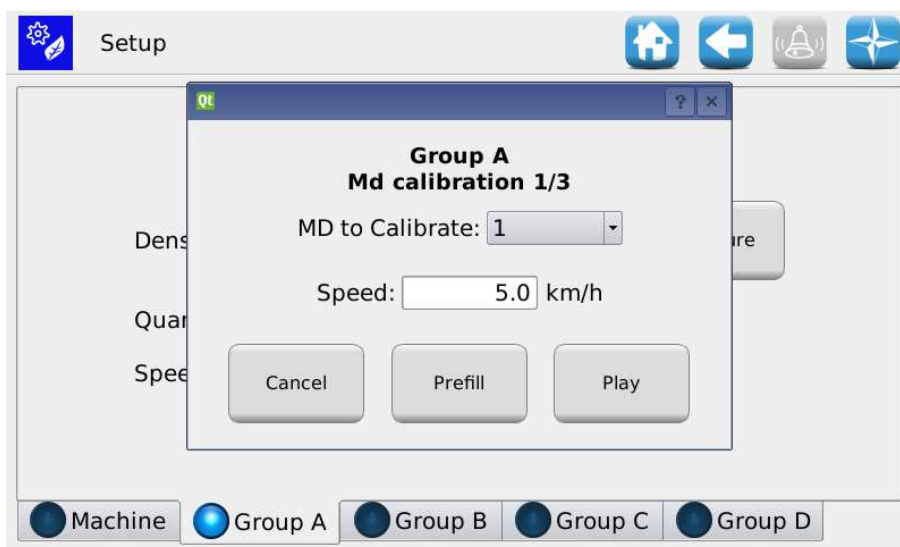 Setup
Qt
?
×
Group A
Md calibration 1/3
MD to Calibrate: 1
Speed: 5.0 km/h
Cancel
Prefill
Play
Machine
Group A
Group B
Group C
Group D